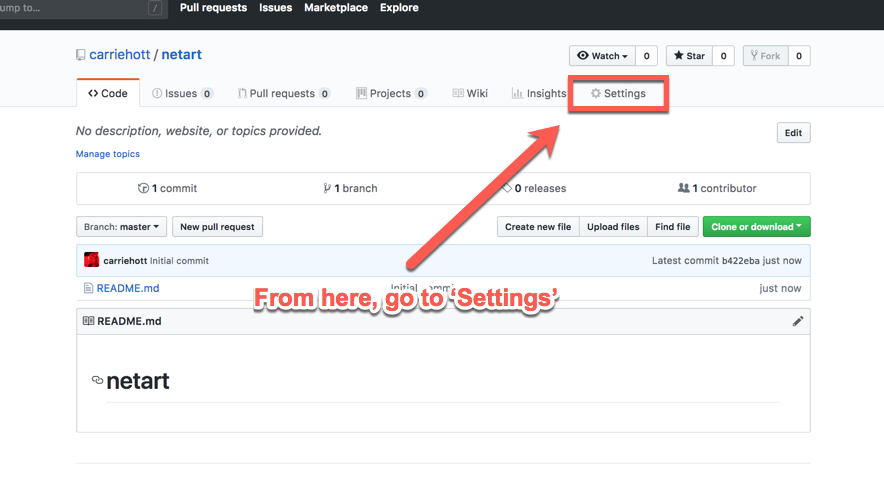 ump to... /
Pull requests Issues Marketplace Explore
carriehott / netart
Watch 0 Star 0 Fork 0
Code Issues 0 Pull requests 0 Projects 0 Wiki Insights Settings
No description, website, or topics provided. Edit
Manage topics
1 commit 1 branch 0 releases 1 contributor
Branch: master New pull request Create new file Upload files Find file Clone or download
carriehott Initial commit Latest commit b422eba just now
README.md Initial commit just now
From here, go to ‘Settings’
README.md
netart